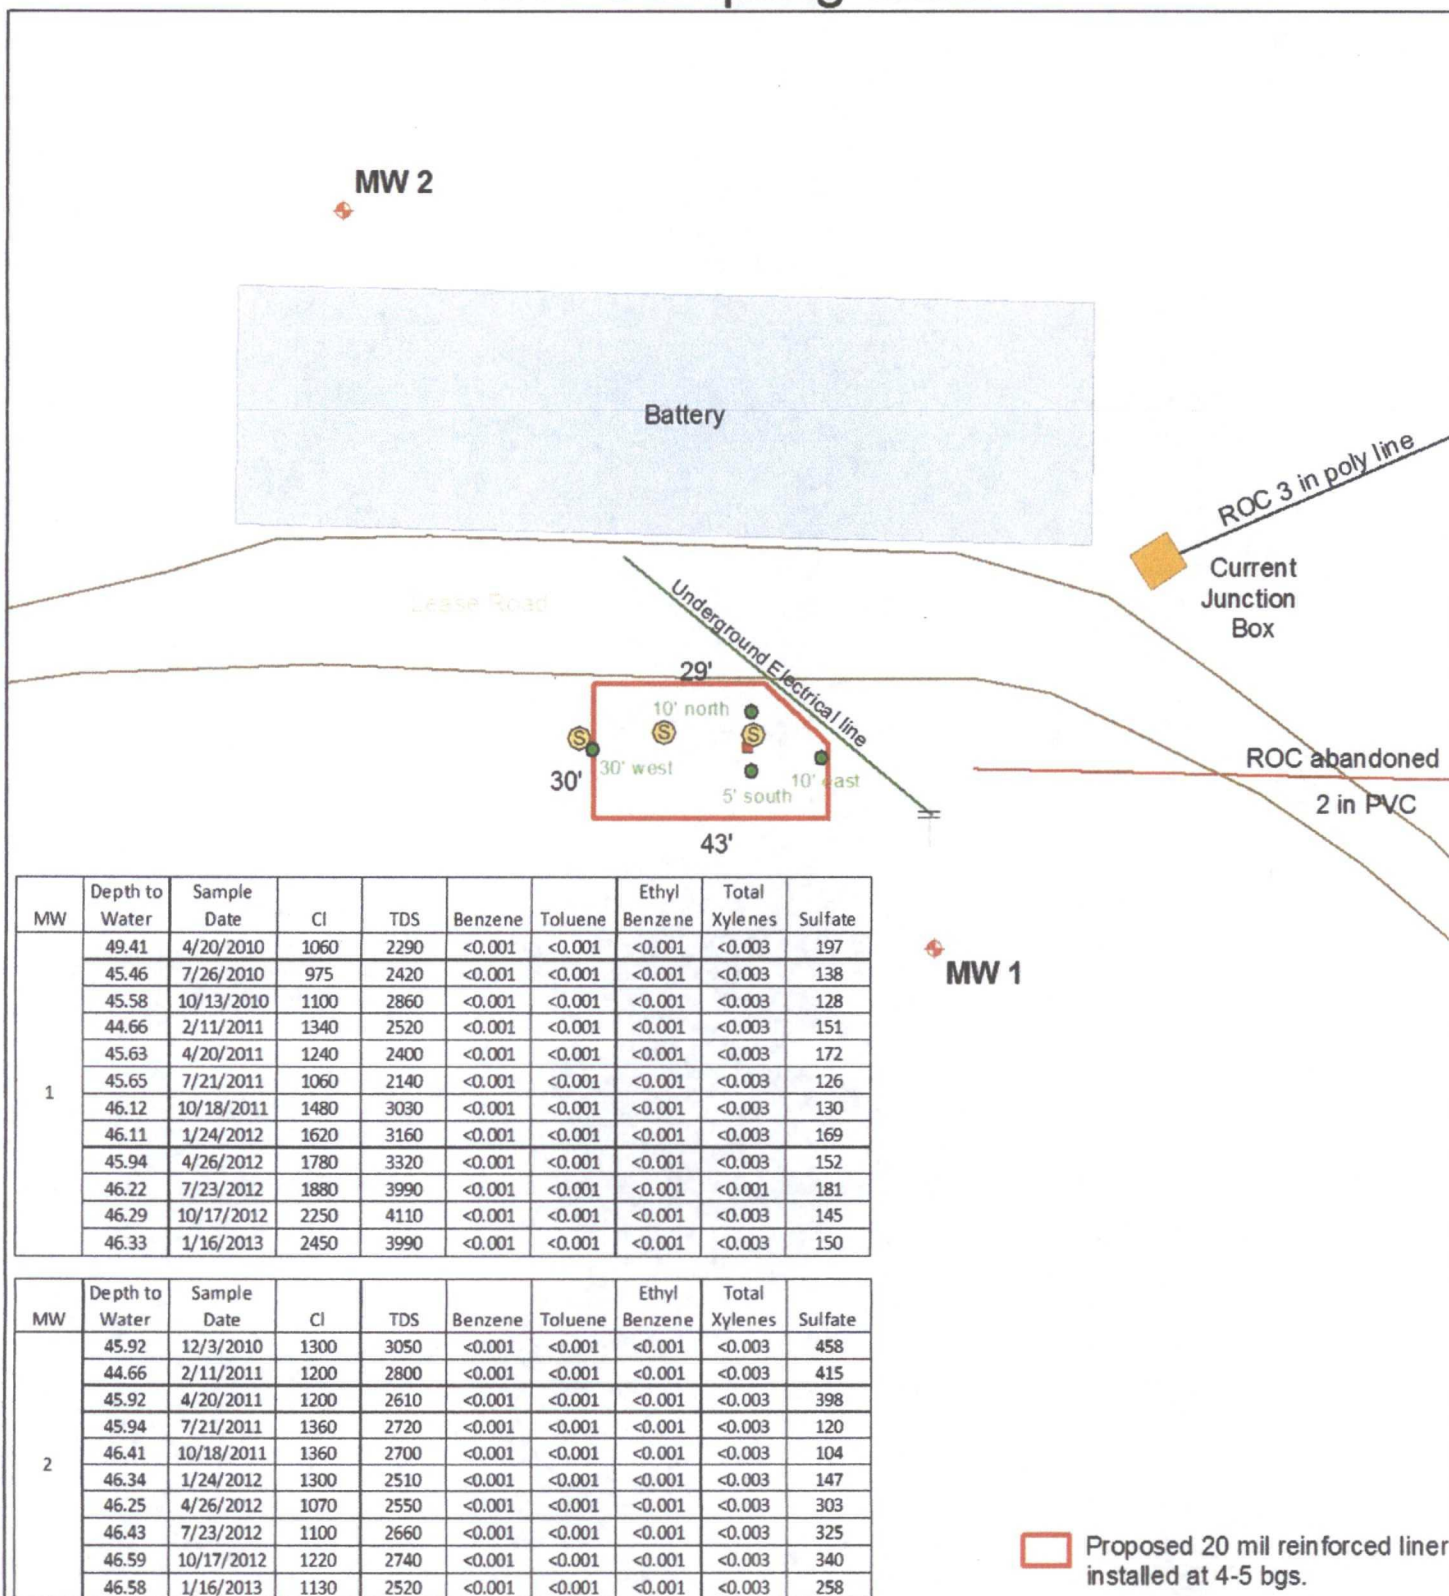 MW 2
Battery
ROC 3 in poly line
Current
Junction
Box
Lease Road
Underground Electrical line
29'
10' north
S
S
S
30' west
30'
10' east
5' south
43'
ROC abandoned
2 in PVC
MW 1
MW Depth to Water Sample Date Cl TDS Benzene Toluene Ethyl Benzene Total Xylenes Sulfate
1
49.41 4/20/2010 1060 2290 <0.001 <0.001 <0.001 <0.003 197
45.46 7/26/2010 975 2420 <0.001 <0.001 <0.001 <0.003 138
45.58 10/13/2010 1100 2860 <0.001 <0.001 <0.001 <0.003 128
44.66 2/11/2011 1340 2520 <0.001 <0.001 <0.001 <0.003 151
45.63 4/20/2011 1240 2400 <0.001 <0.001 <0.001 <0.003 172
45.65 7/21/2011 1060 2140 <0.001 <0.001 <0.001 <0.003 126
46.12 10/18/2011 1480 3030 <0.001 <0.001 <0.001 <0.003 130
46.11 1/24/2012 1620 3160 <0.001 <0.001 <0.001 <0.003 169
45.94 4/26/2012 1780 3320 <0.001 <0.001 <0.001 <0.003 152
46.22 7/23/2012 1880 3990 <0.001 <0.001 <0.001 <0.001 181
46.29 10/17/2012 2250 4110 <0.001 <0.001 <0.001 <0.003 145
46.33 1/16/2013 2450 3990 <0.001 <0.001 <0.001 <0.003 150
MW Depth to Water Sample Date Cl TDS Benzene Toluene Ethyl Benzene Total Xylenes Sulfate
2
45.92 12/3/2010 1300 3050 <0.001 <0.001 <0.001 <0.003 458
44.66 2/11/2011 1200 2800 <0.001 <0.001 <0.001 <0.003 415
45.92 4/20/2011 1200 2610 <0.001 <0.001 <0.001 <0.003 398
45.94 7/21/2011 1360 2720 <0.001 <0.001 <0.001 <0.003 120
46.41 10/18/2011 1360 2700 <0.001 <0.001 <0.001 <0.003 104
46.34 1/24/2012 1300 2510 <0.001 <0.001 <0.001 <0.003 147
46.25 4/26/2012 1070 2550 <0.001 <0.001 <0.001 <0.003 303
46.43 7/23/2012 1100 2660 <0.001 <0.001 <0.001 <0.003 325
46.59 10/17/2012 1220 2740 <0.001 <0.001 <0.001 <0.003 340
46.58 1/16/2013 1130 2520 <0.001 <0.001 <0.001 <0.003 258
Proposed 20 mil reinforced liner
installed at 4-5 bgs.